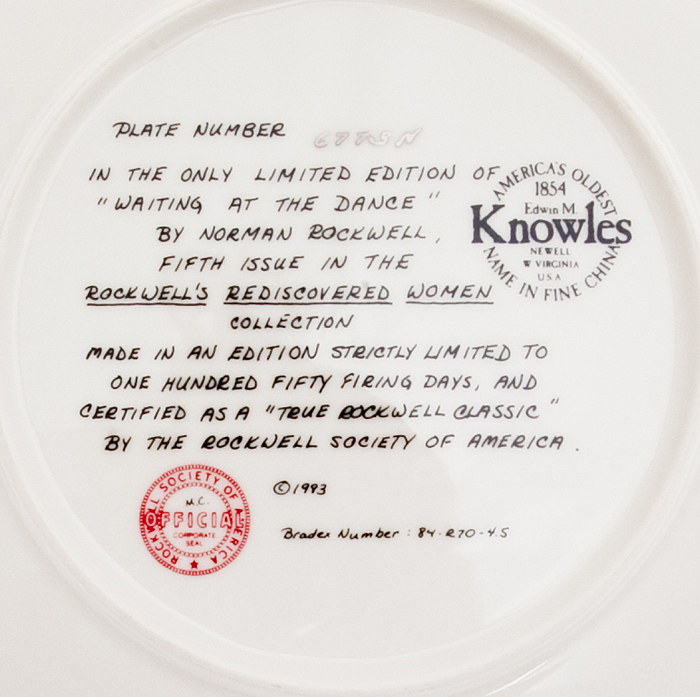 PLATE NUMBER
IN THE ONLY LIMITED EDITION OF
"WAITING AT THE DANCE"
BY NORMAN ROCKWELL,
FIFTH ISSUE IN THE
ROCKWELL'S REDISCOVERED WOMEN
COLLECTION
MADE IN AN EDITION STRICTLY LIMITED TO
ONE HUNDRED FIFTY FIRING DAYS, AND
CERTIFIED AS A "TRUE ROCKWELL CLASSIC"
BY THE ROCKWELL SOCIETY OF AMERICA.
AMERICA'S OLDEST
1854
Edwin M.
Knowles
NEWELL
W VIRGINIA
USA
NAME IN FINE CHINA
ROCKWELL SOCIETY OF AMERICA
M.C.
OFFICIAL
CORPORATE
SEAL
©1983
Bradex Number: 84-R70-4.5